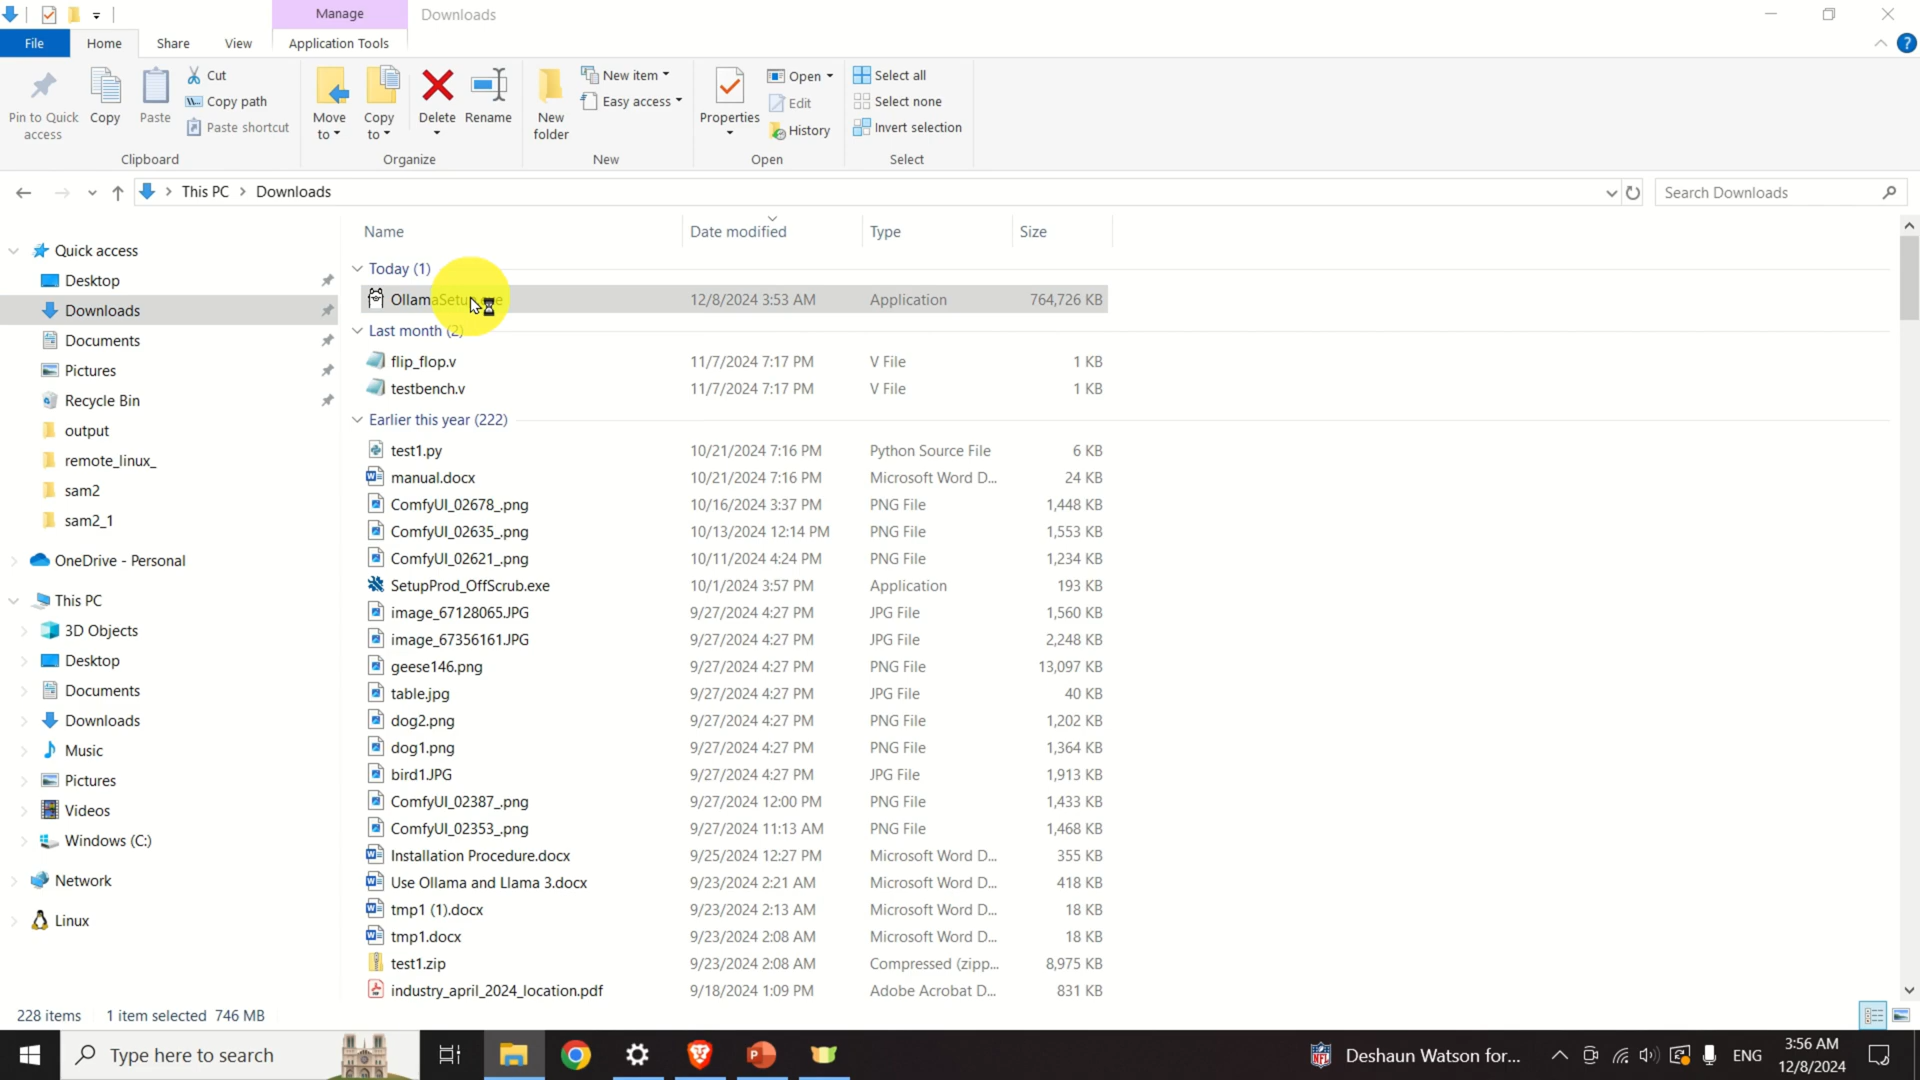 Manage
Downloads
File
Home
Share
View
Application Tools
Pin to Quick access
Copy
Paste
Cut
Copy path
Paste shortcut
Clipboard
Move to
Copy to
Delete
Rename
Organize
New folder
New item
Easy access
New
Properties
Open
Edit
History
Open
Select all
Select none
Invert selection
Select
This PC > Downloads
Search Downloads
Quick access
Desktop
Downloads
Documents
Pictures
Recycle Bin
output
remote_linux_
sam2
sam2_1
OneDrive - Personal
This PC
3D Objects
Desktop
Documents
Downloads
Music
Pictures
Videos
Windows (C:)
Network
Linux
Name Date modified Type Size
Today (1)
OllamaSetup.exe 12/8/2024 3:53 AM Application 764,726 KB
Last month (2)
flip_flop.v 11/7/2024 7:17 PM V File 1 KB
testbench.v 11/7/2024 7:17 PM V File 1 KB
Earlier this year (222)
test1.py 10/21/2024 7:16 PM Python Source File 6 KB
manual.docx 10/21/2024 7:16 PM Microsoft Word D... 24 KB
ComfyUI_02678_.png 10/16/2024 3:37 PM PNG File 1,448 KB
ComfyUI_02635_.png 10/13/2024 12:14 PM PNG File 1,553 KB
ComfyUI_02621_.png 10/11/2024 4:24 PM PNG File 1,234 KB
SetupProd_OffScrub.exe 10/1/2024 3:57 PM Application 193 KB
image_67128065.JPG 9/27/2024 4:27 PM JPG File 1,560 KB
image_67356161.JPG 9/27/2024 4:27 PM JPG File 2,248 KB
geese146.png 9/27/2024 4:27 PM PNG File 13,097 KB
table.jpg 9/27/2024 4:27 PM JPG File 40 KB
dog2.png 9/27/2024 4:27 PM PNG File 1,202 KB
dog1.png 9/27/2024 4:27 PM PNG File 1,364 KB
bird1.JPG 9/27/2024 4:27 PM JPG File 1,913 KB
ComfyUI_02387_.png 9/27/2024 12:00 PM PNG File 1,433 KB
ComfyUI_02353_.png 9/27/2024 11:13 AM PNG File 1,468 KB
Installation Procedure.docx 9/25/2024 12:27 PM Microsoft Word D... 355 KB
Use Ollama and Llama 3.docx 9/23/2024 2:21 AM Microsoft Word D... 418 KB
tmp1 (1).docx 9/23/2024 2:13 AM Microsoft Word D... 18 KB
tmp1.docx 9/23/2024 2:08 AM Microsoft Word D... 18 KB
test1.zip 9/23/2024 2:08 AM Compressed (zipp... 8,975 KB
industry_april_2024_location.pdf 9/18/2024 1:09 PM Adobe Acrobat D... 831 KB
228 items 1 item selected 746 MB
Type here to search
Deshaun Watson for...
ENG
3:56 AM
12/8/2024